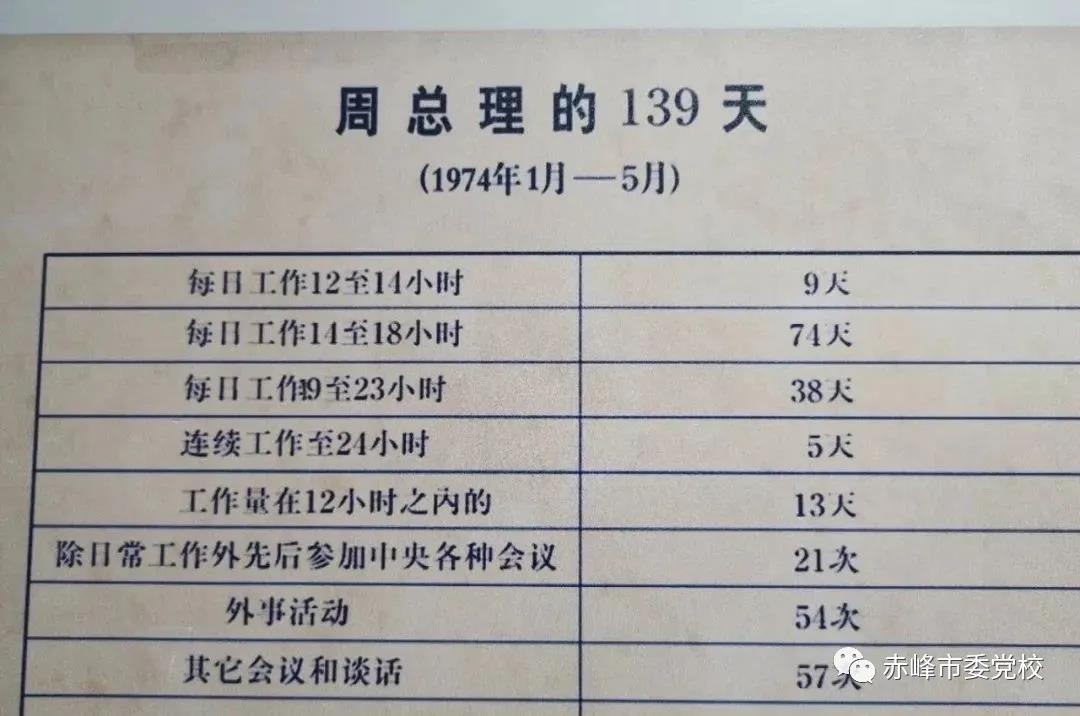 周总理的139天
(1974年1月——5月)
每日工作12至14小时 9天
每日工作14至18小时 74天
每日工作19至23小时 38天
连续工作至24小时 5天
工作量在12小时之内的 13天
除日常工作外先后参加中央各种会议 21次
外事活动 54次
其它会议和谈话 57次
赤峰市委党校